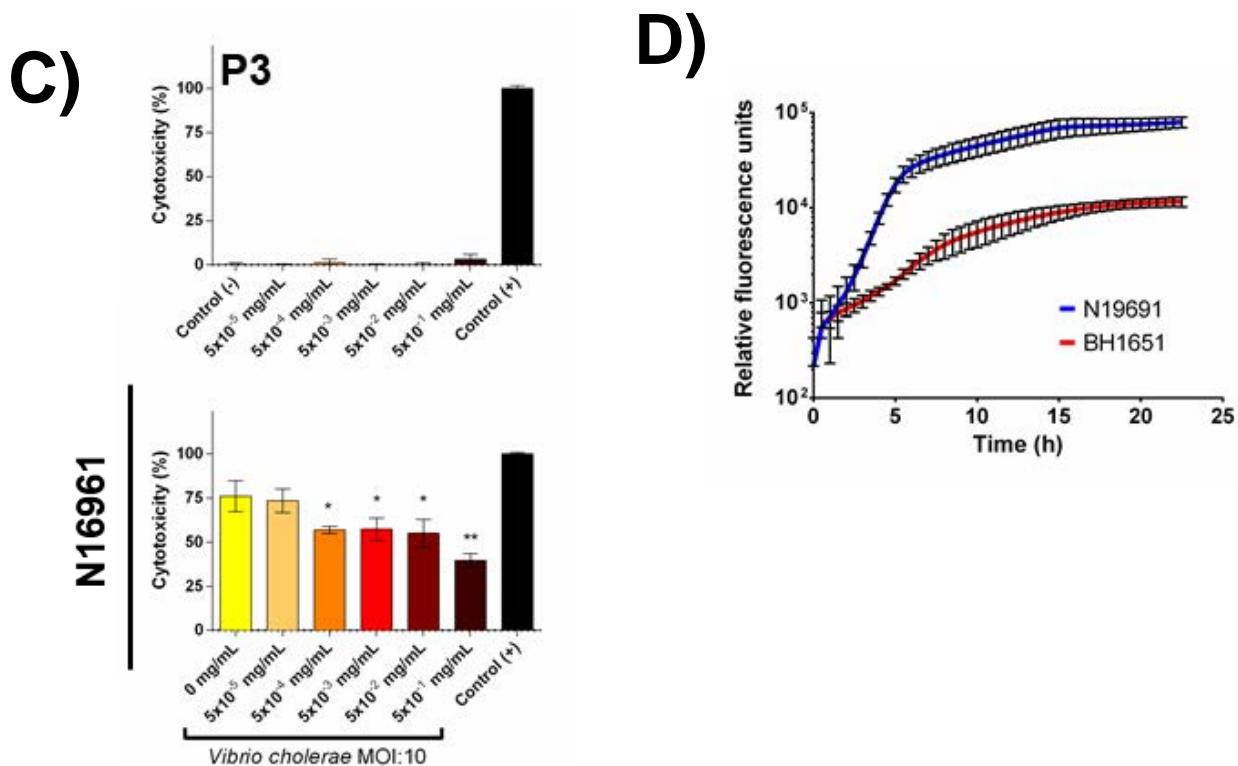 C)
P3
Cytotoxicity (%)
100
75
50
25
0
Control (-)
5x10⁻⁵ mg/mL
5x10⁻⁴ mg/mL
5x10⁻³ mg/mL
5x10⁻² mg/mL
5x10⁻¹ mg/mL
Control (+)
N16961
Cytotoxicity (%)
100
75
50
25
0
*
*
*
**
0 mg/mL
5x10⁻⁵ mg/mL
5x10⁻⁴ mg/mL
5x10⁻³ mg/mL
5x10⁻² mg/mL
5x10⁻¹ mg/mL
Control (+)
Vibrio cholerae MOI:10
D)
Relative fluorescence units
10⁵
10⁴
10³
10²
0 5 10 15 20 25
Time (h)
N19691
BH1651